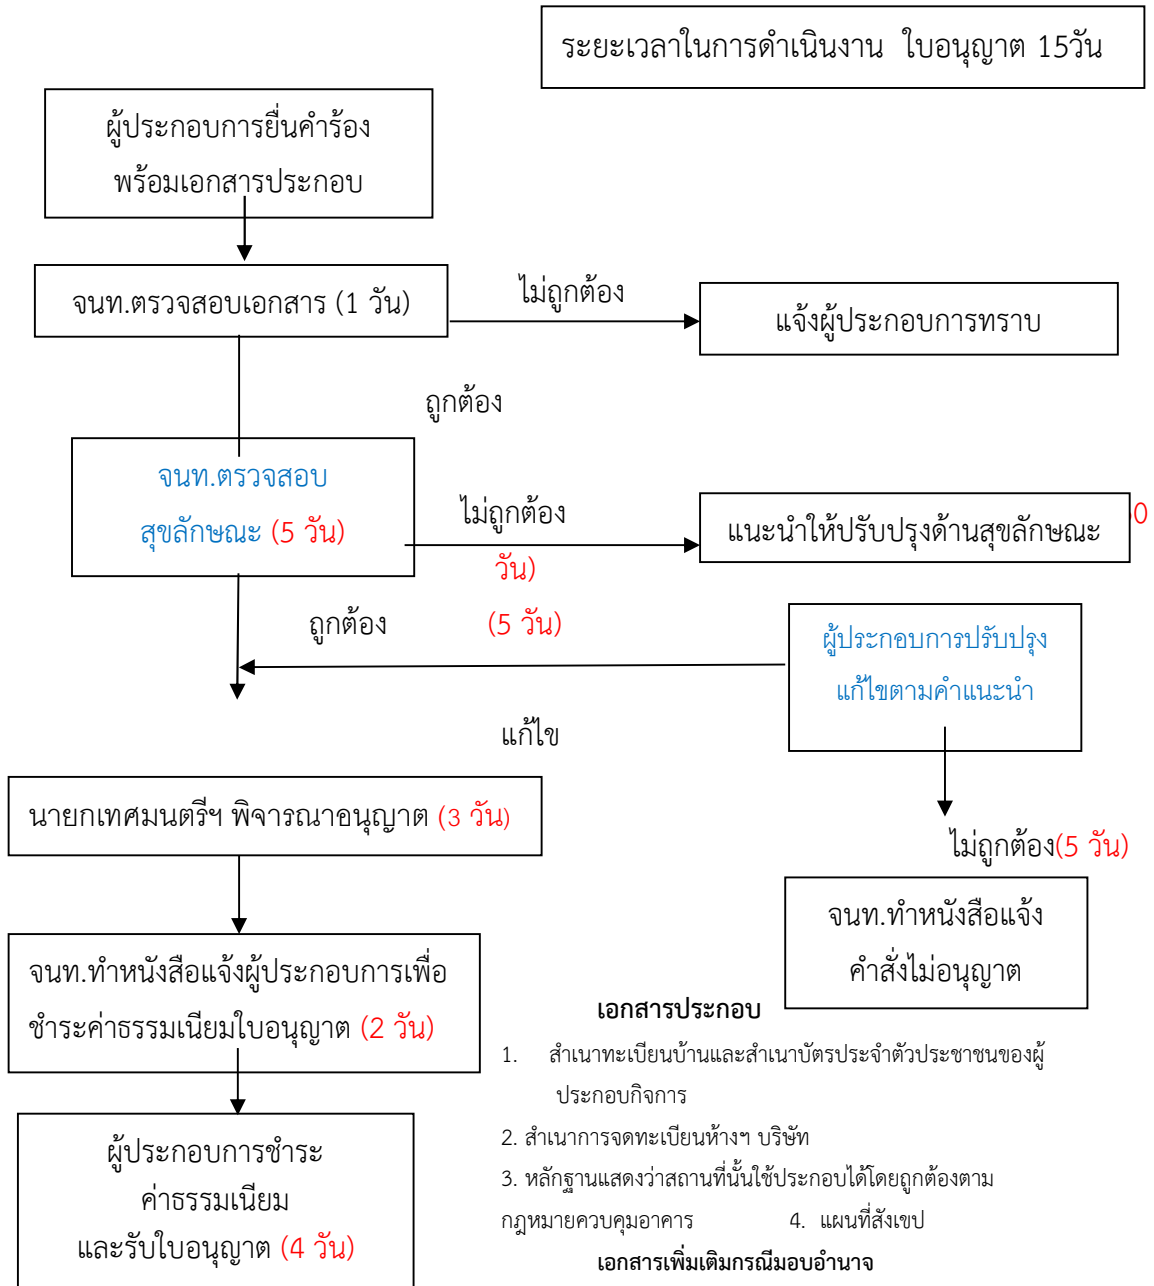 ระยะเวลาในการดำเนินงาน ใบอนุญาต 15วัน
ผู้ประกอบการยื่นคำร้อง
พร้อมเอกสารประกอบ
จนท.ตรวจสอบเอกสาร (1 วัน)
ไม่ถูกต้อง
แจ้งผู้ประกอบการทราบ
ถูกต้อง
จนท.ตรวจสอบ
สุขลักษณะ (5 วัน)
ไม่ถูกต้อง
แนะนำให้ปรับปรุงด้านสุขลักษณะ
วัน)
(5 วัน)
ถูกต้อง
ผู้ประกอบการปรับปรุง
แก้ไขตามคำแนะนำ
แก้ไข
นายกเทศมนตรีฯ พิจารณาอนุญาต (3 วัน)
ไม่ถูกต้อง(5 วัน)
จนท.ทำหนังสือแจ้ง
คำสั่งไม่อนุญาต
จนท.ทำหนังสือแจ้งผู้ประกอบการเพื่อ
ชำระค่าธรรมเนียมใบอนุญาต (2 วัน)
ผู้ประกอบการชำระ
ค่าธรรมเนียม
และรับใบอนุญาต (4 วัน)
เอกสารประกอบ
1. สำเนาทะเบียนบ้านและสำเนาบัตรประจำตัวประชาชนของผู้
ประกอบกิจการ
2. สำเนาการจดทะเบียนห้างฯ บริษัท
3. หลักฐานแสดงว่าสถานที่นั้นใช้ประกอบได้โดยถูกต้องตาม
กฎหมายควบคุมอาคาร 4. แผนที่สังเขป
เอกสารเพิ่มเติมกรณีมอบอำนาจ